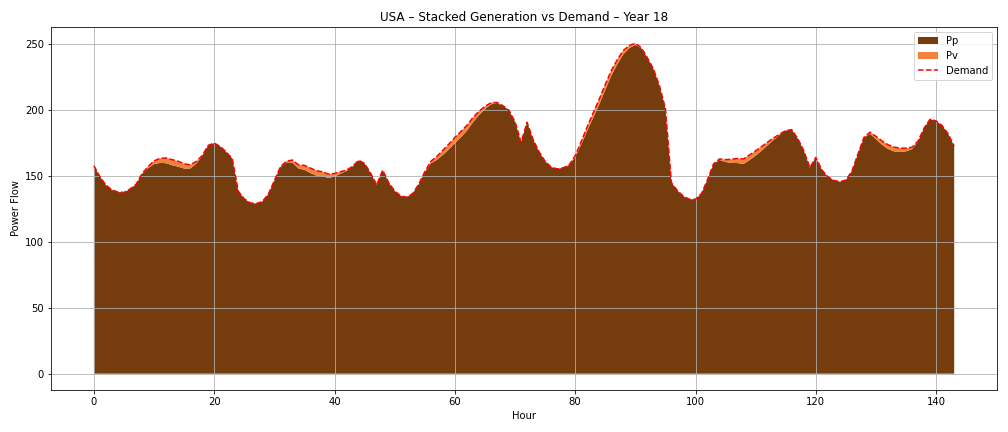 USA – Stacked Generation vs Demand – Year 18
Pp
Pv
Demand
Power Flow
250
200
150
100
50
0
0 20 40 60 80 100 120 140
Hour